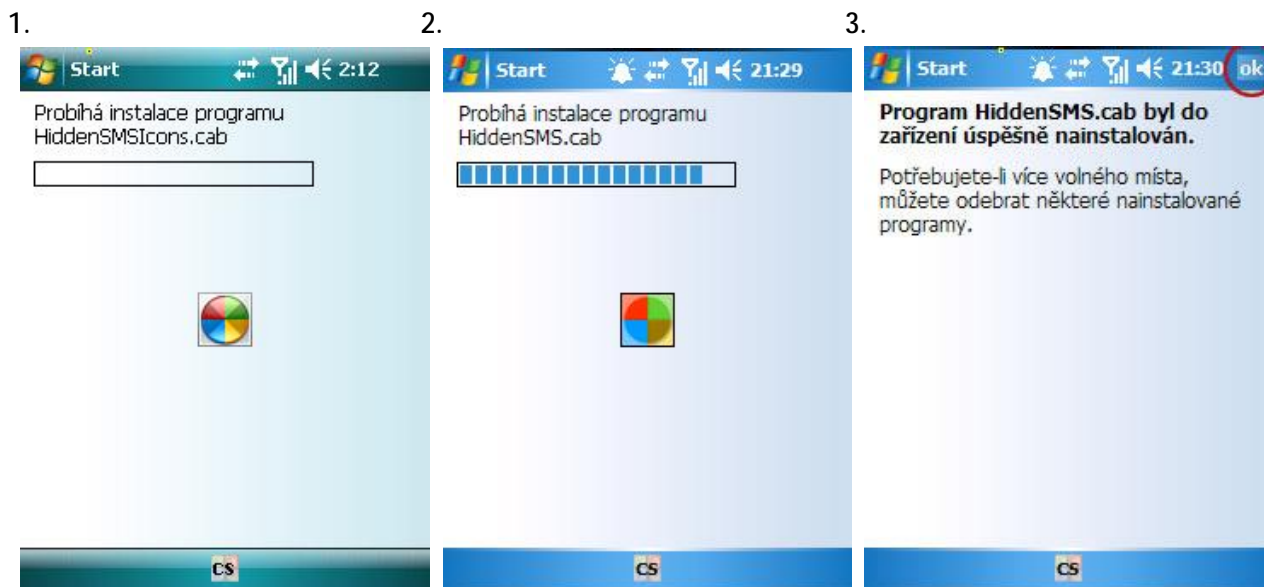 1.
2.
3.
Start 2:12
Probíhá instalace programu
HiddenSMSIcons.cab
CS
Start 21:29
Probíhá instalace programu
HiddenSMS.cab
CS
Start 21:30 ok
Program HiddenSMS.cab byl do
zařízení úspěšně nainstalován.
Potřebujete-li více volného místa,
můžete odebrat některé nainstalované
programy.
CS